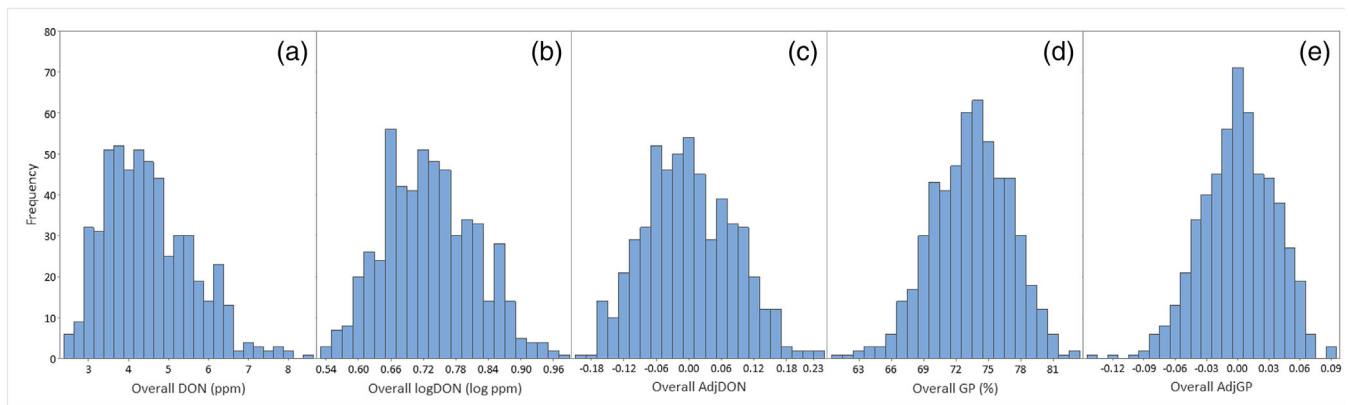 (a) (b) (c) (d) (e)
80
70
60
50
40
30
20
10
0
Frequency
3 4 5 6 7 8
0.54 0.60 0.66 0.72 0.78 0.84 0.90 0.96
-0.18 -0.12 -0.06 0.00 0.06 0.12 0.18 0.23
63 66 69 72 75 78 81
-0.12 -0.09 -0.06 -0.03 0.00 0.03 0.06 0.09
Overall DON (ppm) Overall logDON (log ppm) Overall AdjDON Overall GP (%) Overall AdjGP